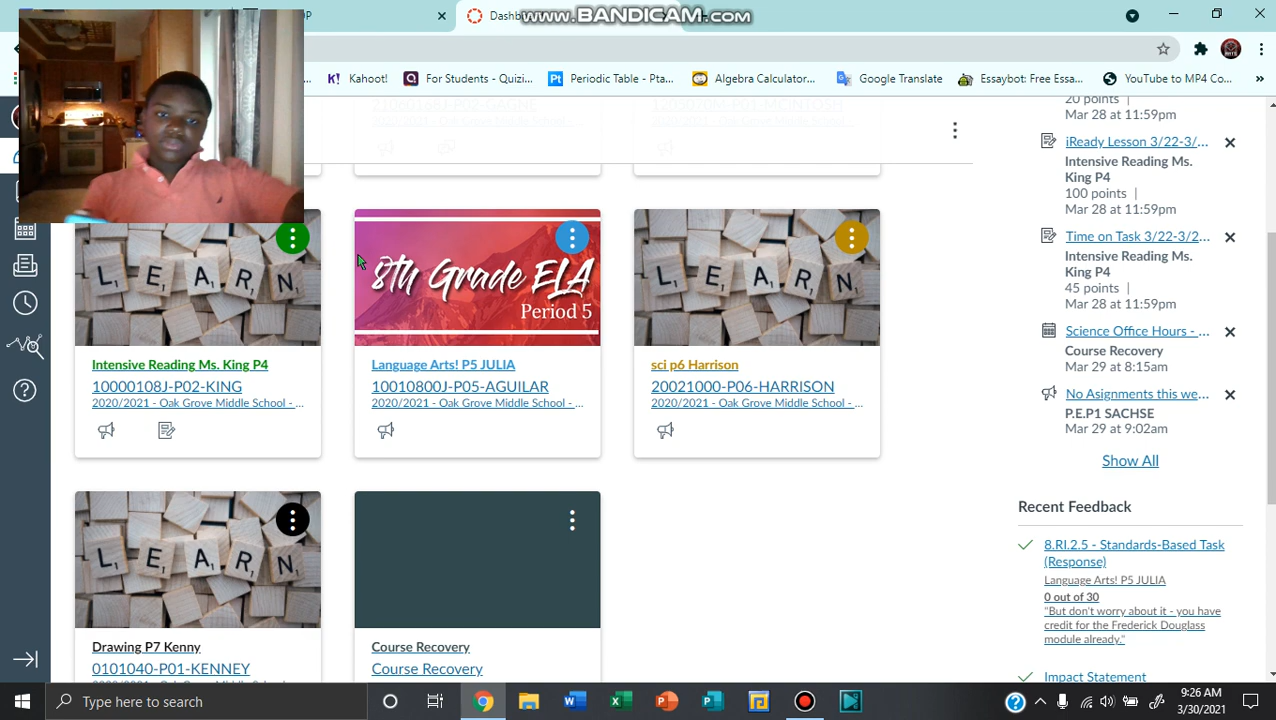 Dashb
www.BANDICAM.com
Kahoot!
For Students - Quizi...
Periodic Table - Pta...
Algebra Calculator...
Google Translate
Essaybot: Free Essa...
YouTube to MP4 Co...
»
20 points |
Mar 28 at 11:59pm
iReady Lesson 3/22-3/...
Intensive Reading Ms.
King P4
100 points |
Mar 28 at 11:59pm
Time on Task 3/22-3/2...
Intensive Reading Ms.
King P4
45 points |
Mar 28 at 11:59pm
Science Office Hours - ...
Course Recovery
Mar 29 at 8:15am
No Asignments this we...
P.E.P1 SACHSE
Mar 29 at 9:02am
Show All
Recent Feedback
8.RI.2.5 - Standards-Based Task
(Response)
Language Arts! P5 JULIA
0 out of 30
"But don't worry about it - you have
credit for the Frederick Douglass
module already."
Impact Statement
LEARN
8th Grade ELA
Period 5
LEARN
Intensive Reading Ms. King P4
10000108J-P02-KING
2020/2021 - Oak Grove Middle School - ...
Language Arts! P5 JULIA
10010800J-P05-AGUILAR
2020/2021 - Oak Grove Middle School - ...
sci p6 Harrison
20021000-P06-HARRISON
2020/2021 - Oak Grove Middle School - ...
LEARN
Drawing P7 Kenny
0101040-P01-KENNEY
Course Recovery
Course Recovery
Type here to search
9:26 AM
3/30/2021